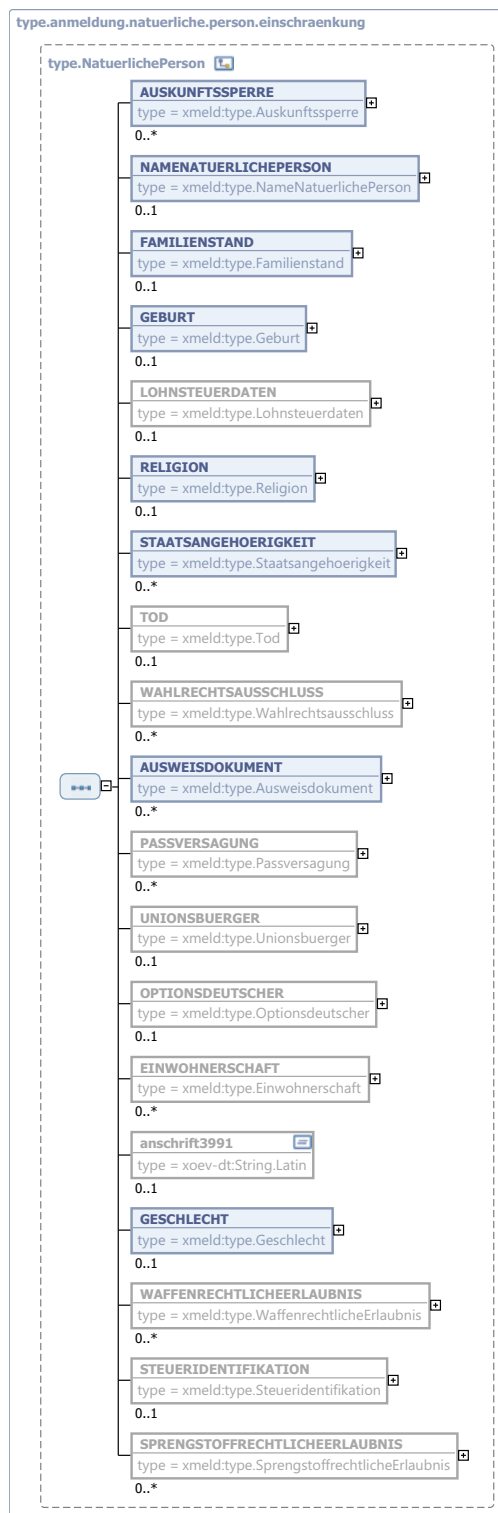 type.anmeldung.natuerliche.person.einschraenkung
type.NatuerlichePerson
AUSKUNFTSSPERRE
type = xmeld:type.Auskunftssperre
0..*
NAMENATUERLICHEPERSON
type = xmeld:type.NameNatuerlichePerson
0..1
FAMILIENSTAND
type = xmeld:type.Familienstand
0..1
GEBURT
type = xmeld:type.Geburt
0..1
LOHNSTEUERDATEN
type = xmeld:type.Lohnsteuerdaten
0..1
RELIGION
type = xmeld:type.Religion
0..1
STAATSANGEHOERIGKEIT
type = xmeld:type.Staatsangehoerigkeit
0..*
TOD
type = xmeld:type.Tod
0..1
WAHLRECHTSAUSSCHLUSS
type = xmeld:type.Wahlrechtsausschluss
0..*
AUSWEISDOKUMENT
type = xmeld:type.Ausweisdokument
0..*
PASSVERSAGUNG
type = xmeld:type.Passversagung
0..*
UNIONSBUERGER
type = xmeld:type.Unionsbuerger
0..1
OPTIONSDEUTSCHER
type = xmeld:type.Optionsdeutscher
0..1
EINWOHNERSCHAFT
type = xmeld:type.Einwohnerschaft
0..*
anschrift3991
type = xoev-dt:String.Latin
0..1
GESCHLECHT
type = xmeld:type.Geschlecht
0..1
WAFFENRECHTLICHEERLAUBNIS
type = xmeld:type.WaffenrechtlicheErlaubnis
0..*
STEUERIDENTIFIKATION
type = xmeld:type.Steueridentifikation
0..1
SPRENGSTOFFRECHTLICHEERLAUBNIS
type = xmeld:type.SprengstoffrechtlicheErlaubnis
0..*